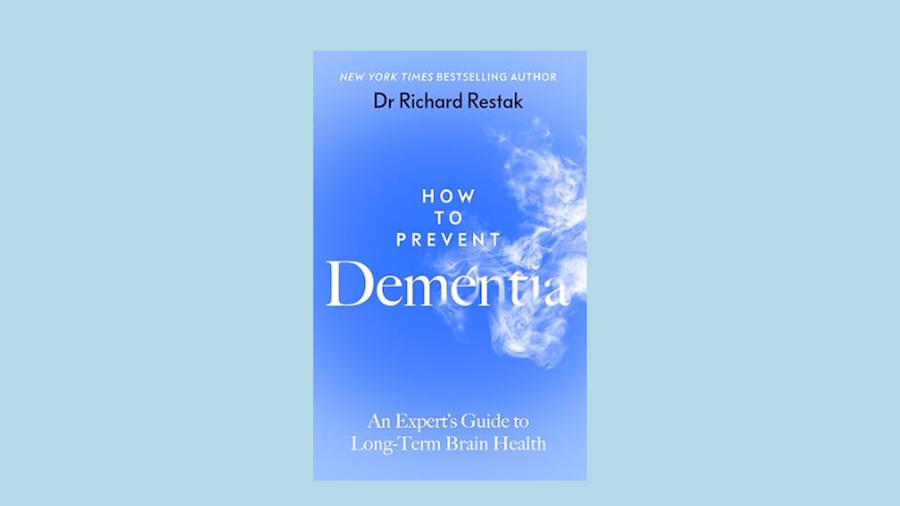 NEW YORK TIMES BESTSELLING AUTHOR
Dr Richard Restak
HOW
TO
PREVENT
Dementia
An Expert's Guide to
Long-Term Brain Health